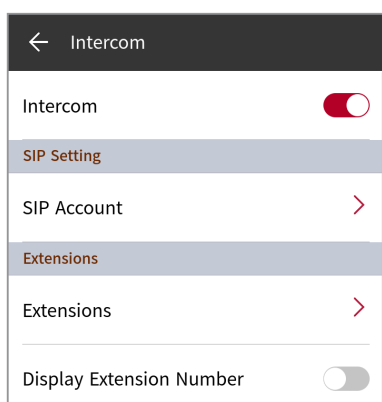 Intercom
Intercom
SIP Setting
SIP Account
Extensions
Extensions
Display Extension Number